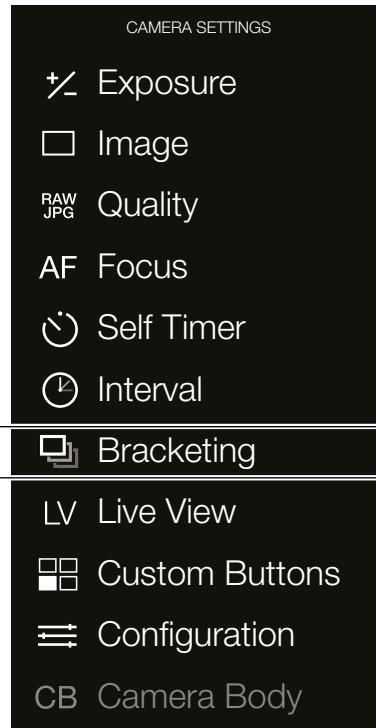 CAMERA SETTINGS
Exposure
Image
RAW
JPG Quality
AF Focus
Self Timer
Interval
Bracketing
LV Live View
Custom Buttons
Configuration
CB Camera Body